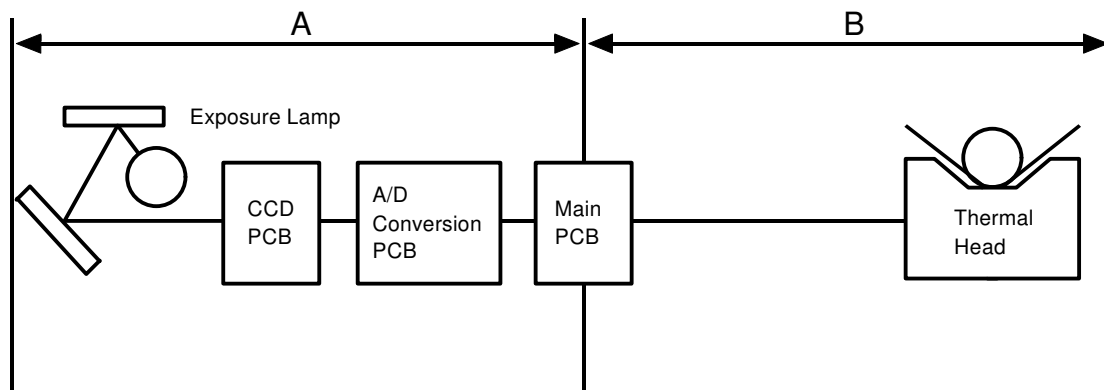 A
B
Exposure Lamp
CCD
PCB
A/D
Conversion
PCB
Main
PCB
Thermal
Head